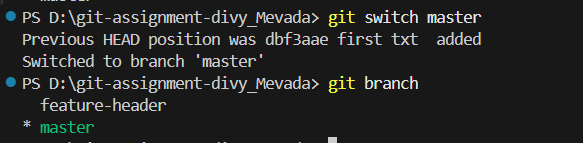 PS D:\git-assignment-divy_Mevada> git switch master
Previous HEAD position was dbf3aae first txt  added
Switched to branch 'master'
PS D:\git-assignment-divy_Mevada> git branch
  feature-header
* master